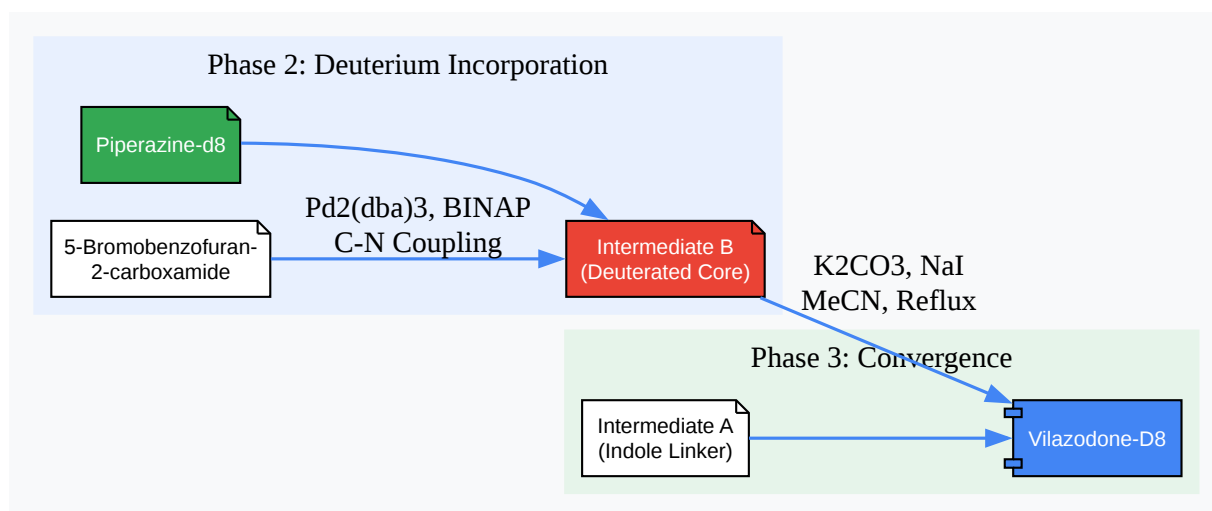 Phase 2: Deuterium Incorporation
Piperazine-d8
5-Bromobenzofuran-
2-carboxamide
Pd2(dba)3, BINAP
C-N Coupling
Intermediate B
(Deuterated Core)
K2CO3, NaI
MeCN, Reflux
Phase 3: Convergence
Intermediate A
(Indole Linker)
Vilazodone-D8